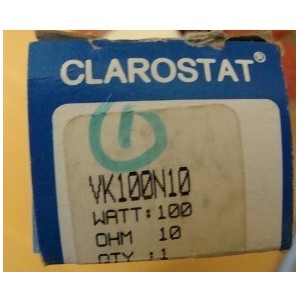 CLAROSTAT®
VK100N10
WATT: 100
OHM 10
QTY :1